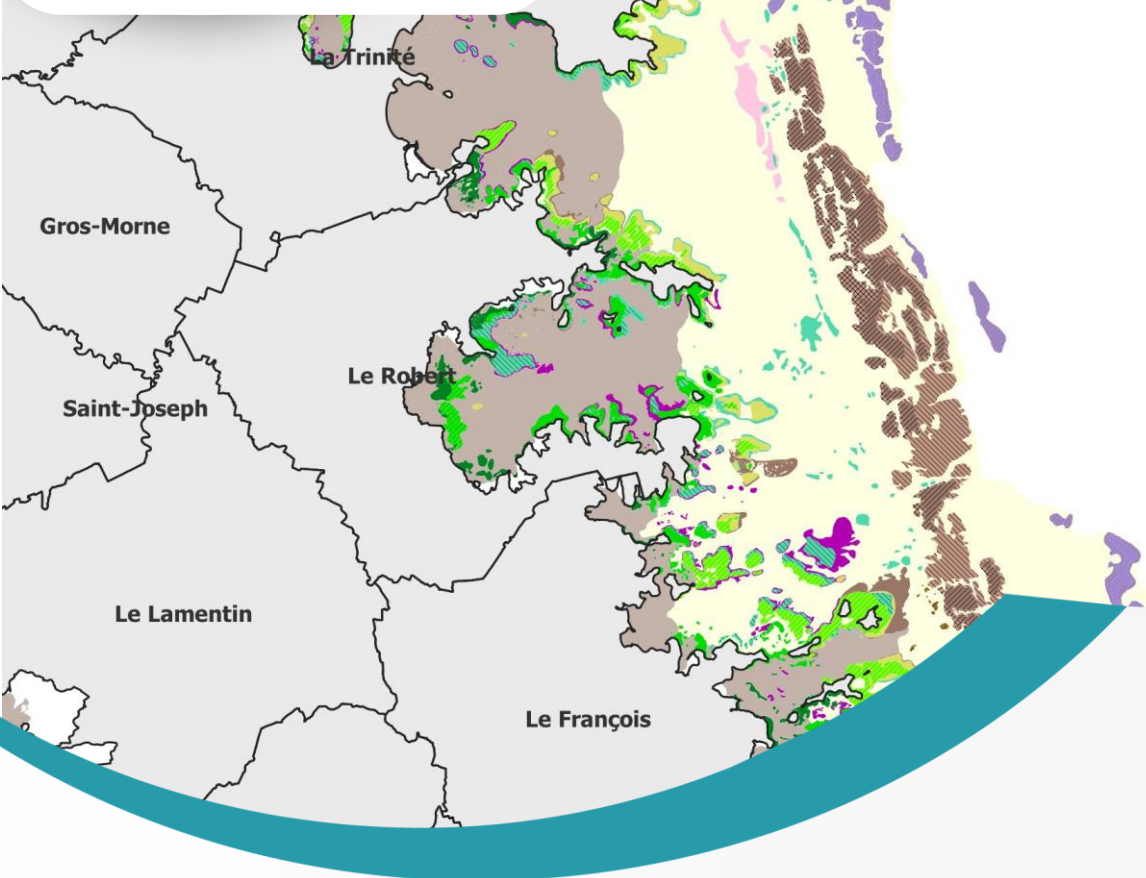 La Trinité
Gros-Morne
Le Robert
Saint-Joseph
Le Lamentin
Le François